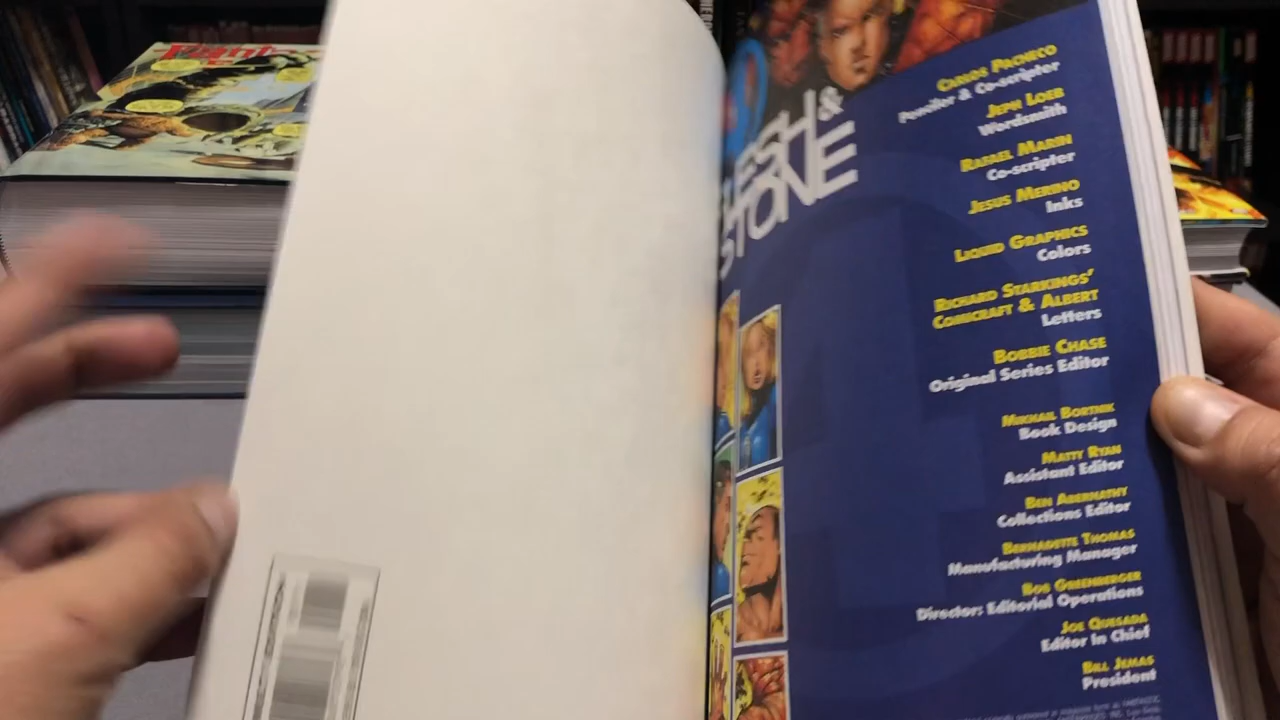 Fantas
FLESH &
STONE
CARLOS PACHECO
Penciler & Co-scripter
JEPH LOEB
Wordsmith
RAFAEL MARIN
Co-scripter
JESUS MERINO
Inks
LIQUID GRAPHICS
Colors
RICHARD STARKINGS'
COMICRAFT & ALBERT
Letters
BOBBIE CHASE
Original Series Editor
MIKHAIL BORTNIK
Book Design
MATTY RYAN
Assistant Editor
BEN ABERNATHY
Collections Editor
BERNADETTE THOMAS
Manufacturing Manager
BOB GREENBERGER
Director: Editorial Operations
JOE QUESADA
Editor In Chief
BILL JEMAS
President